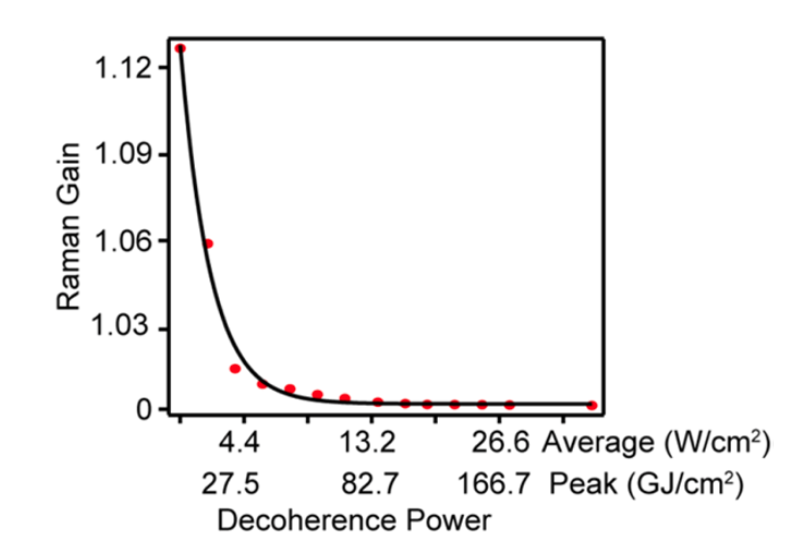 Raman Gain
1.12
1.09
1.06
1.03
0
4.4 13.2 26.6 Average (W/cm²)
27.5 82.7 166.7 Peak (GJ/cm²)
Decoherence Power